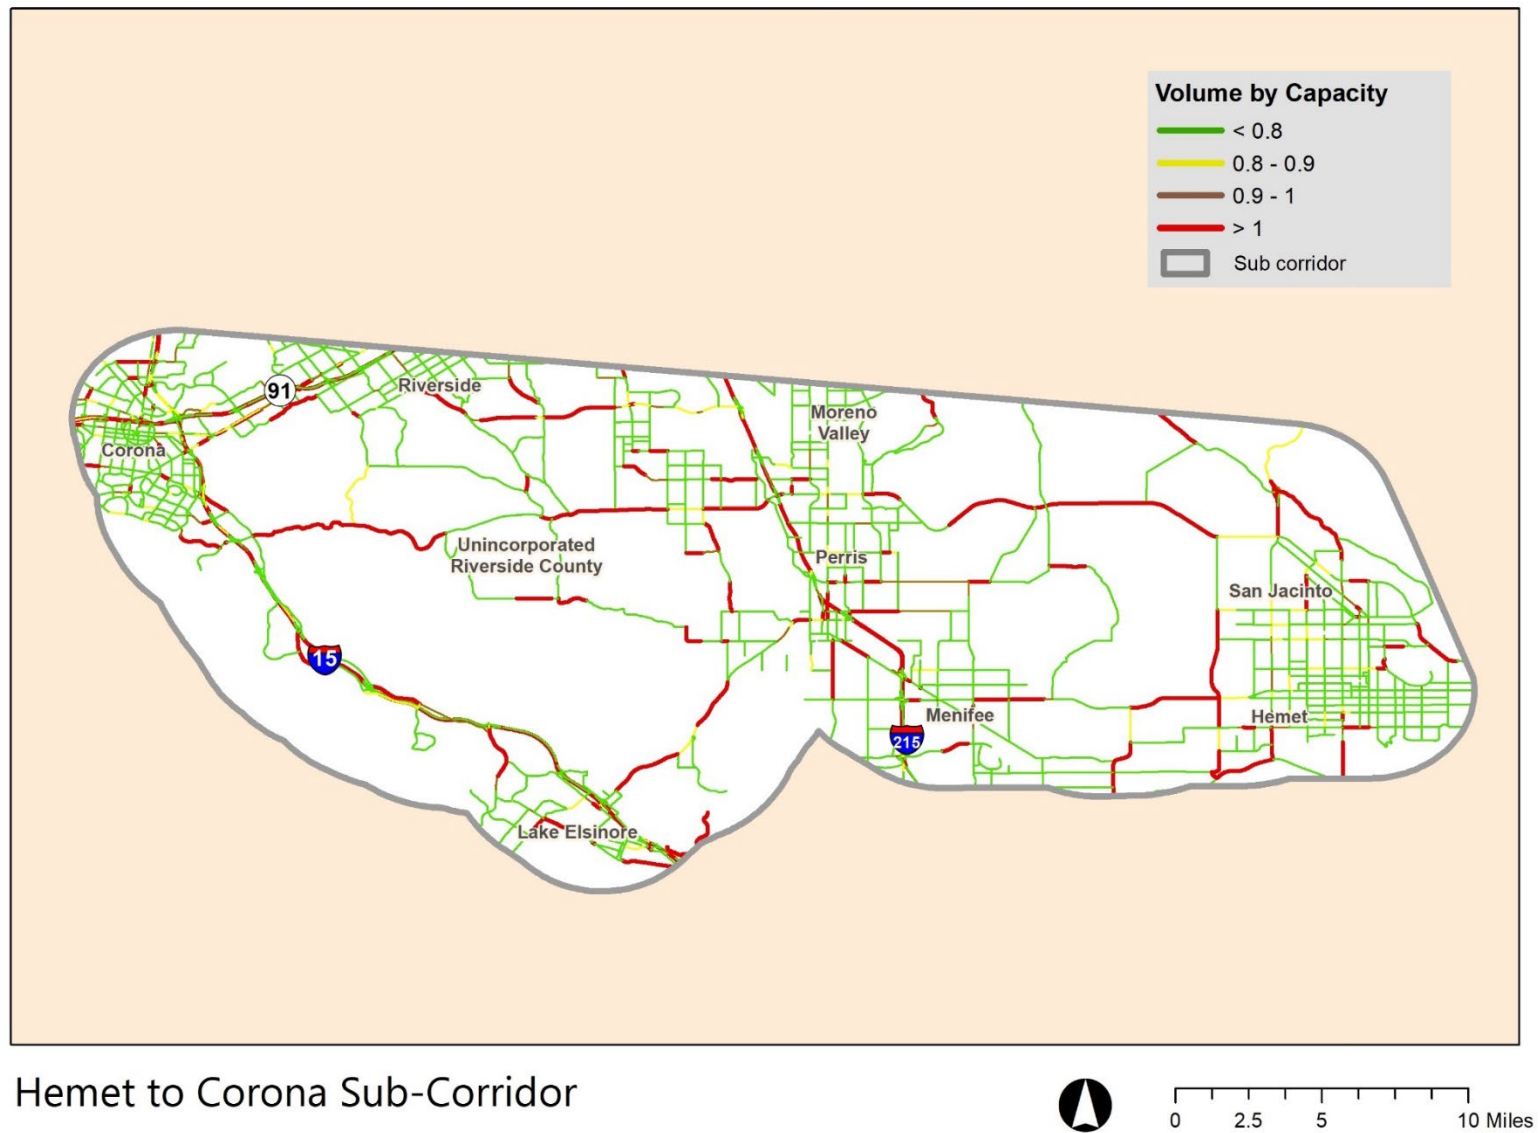 Volume by Capacity
< 0.8
0.8 - 0.9
0.9 - 1
> 1
Sub corridor
91
Riverside
Moreno
Valley
Corona
Unincorporated
Riverside County
Perris
San Jacinto
15
Menifee
Hemet
215
Lake Elsinore
Hemet to Corona Sub-Corridor
0 2.5 5 10 Miles